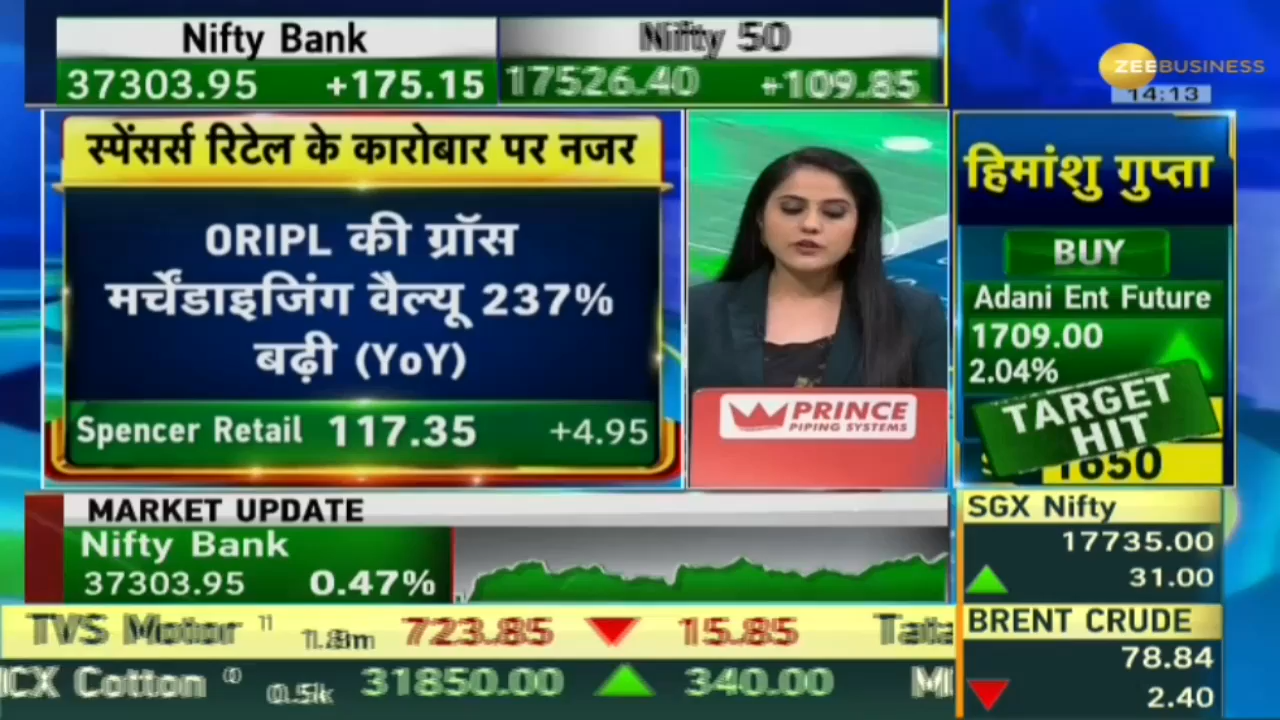 Nifty Bank
37303.95 +175.15
Nifty 50
17526.40 +109.85
ZEEBUSINESS
14:13
स्पेंसर्स रिटेल के कारोबार पर नजर
ORIPL की ग्रॉस
मर्चेंडाइजिंग वैल्यू 237%
बढ़ी (YoY)
Spencer Retail 117.35 +4.95
PRINCE
PIPING SYSTEMS
हिमांशु गुप्ता
BUY
Adani Ent Future
1709.00
2.04%
TARGET
HIT
1650
MARKET UPDATE
Nifty Bank
37303.95 0.47%
SGX Nifty
17735.00
31.00
BRENT CRUDE
78.84
2.40
TVS Motor 723.85 15.85 Tata
CX Cotton 0.5k 31850.00 340.00